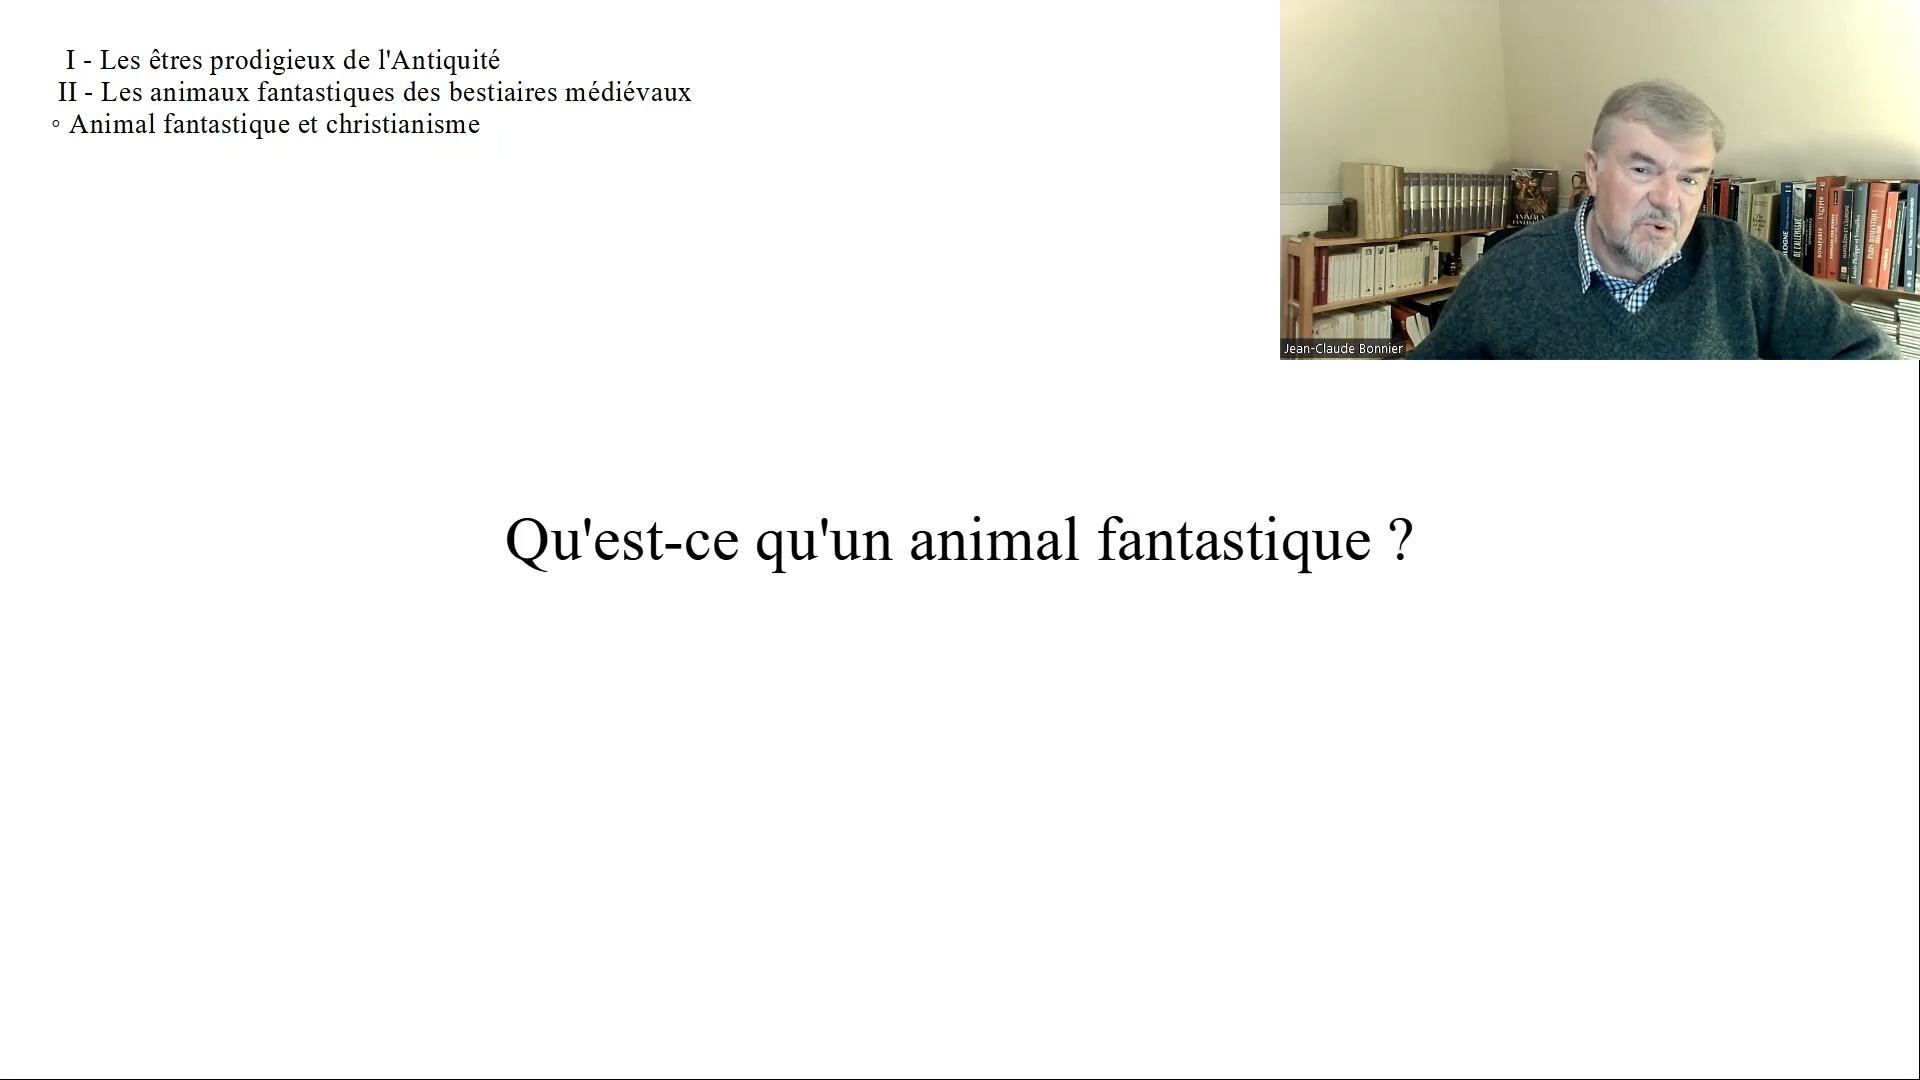 I - Les êtres prodigieux de l'Antiquité
II - Les animaux fantastiques des bestiaires médiévaux
◦ Animal fantastique et christianisme
Jean-Claude Bonnier
Qu'est-ce qu'un animal fantastique ?